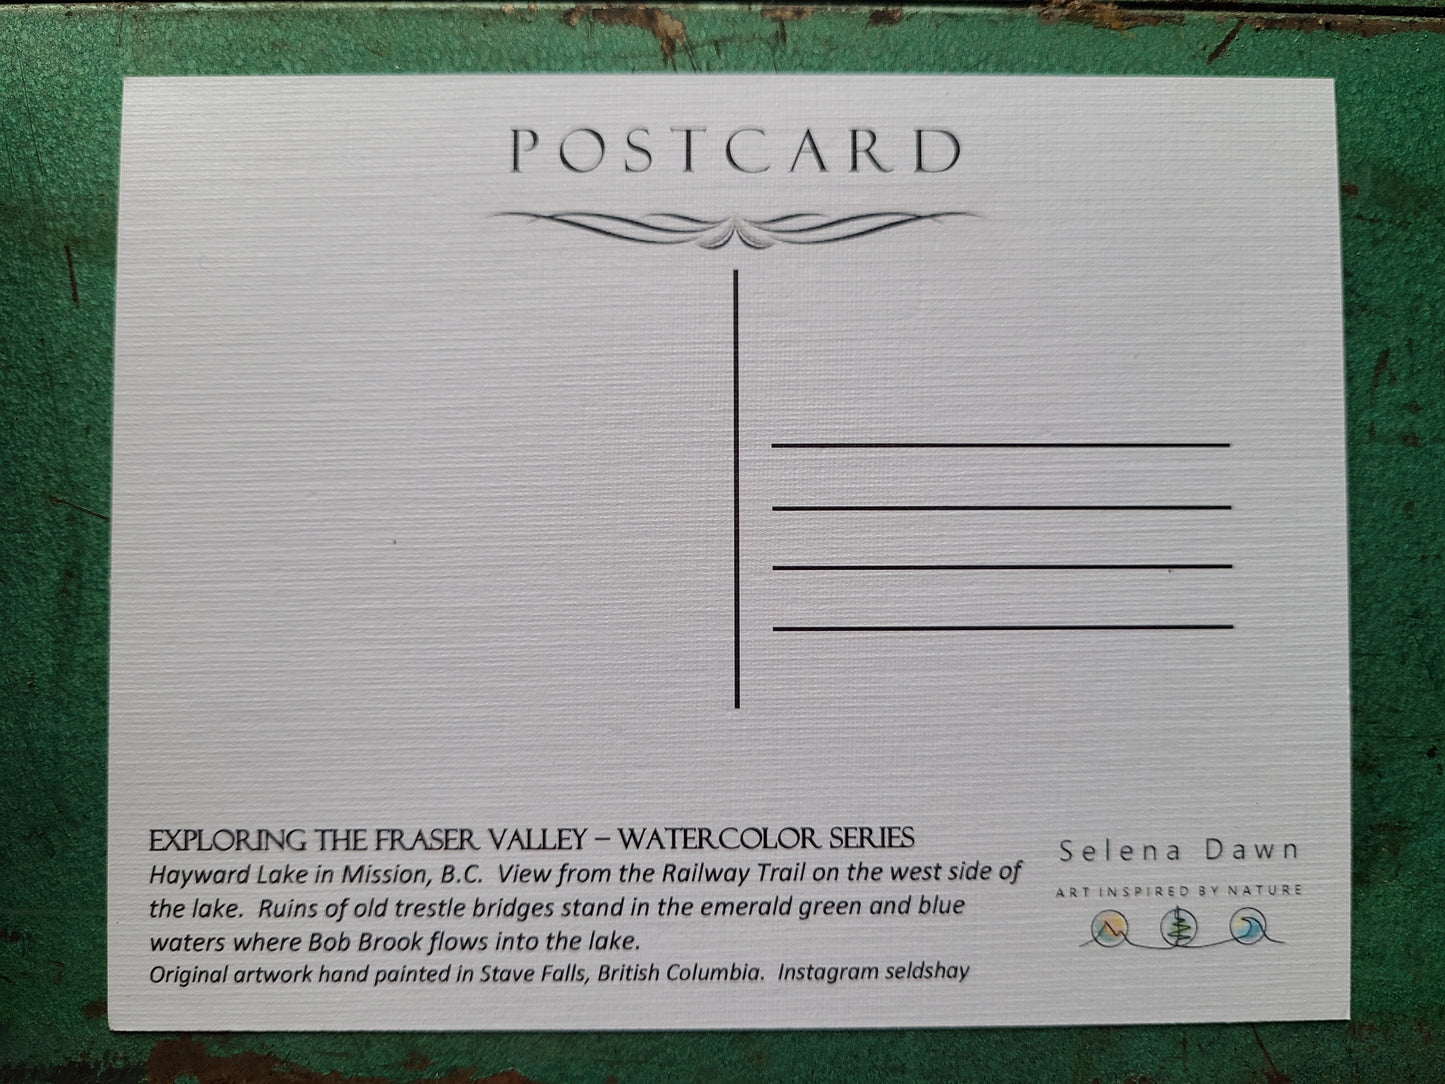 POSTCARD
EXPLORING THE FRASER VALLEY – WATERCOLOR SERIES
Hayward Lake in Mission, B.C.  View from the Railway Trail on the west side of
the lake.  Ruins of old trestle bridges stand in the emerald green and blue
waters where Bob Brook flows into the lake.
Original artwork hand painted in Stave Falls, British Columbia.  Instagram seldshay
Selena Dawn
ART INSPIRED BY NATURE